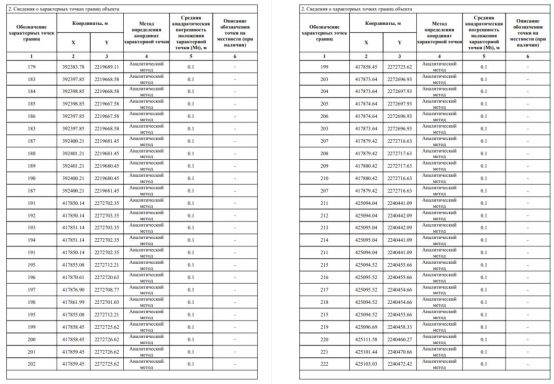 2. Сведения о характерных точках границ объекта
Обозначение характерных точек границ | Координаты, м | Метод определения координат характерной точки | Средняя квадратическая погрешность положения характерной точки (Mt), м | Описание обозначения точки на местности (при наличии)
X | Y
1 | 2 | 3 | 4 | 5 | 6
179 | 392383.78 | 2219689.11 | Аналитический метод | 0.1 | -
183 | 392397.85 | 2219668.58 | Аналитический метод | 0.1 | -
184 | 392398.85 | 2219668.58 | Аналитический метод | 0.1 | -
185 | 392398.85 | 2219667.58 | Аналитический метод | 0.1 | -
186 | 392397.85 | 2219667.58 | Аналитический метод | 0.1 | -
183 | 392397.85 | 2219668.58 | Аналитический метод | 0.1 | -
187 | 392400.21 | 2219681.45 | Аналитический метод | 0.1 | -
188 | 392401.21 | 2219681.45 | Аналитический метод | 0.1 | -
189 | 392401.21 | 2219680.45 | Аналитический метод | 0.1 | -
190 | 392400.21 | 2219680.45 | Аналитический метод | 0.1 | -
187 | 392400.21 | 2219681.45 | Аналитический метод | 0.1 | -
191 | 417850.14 | 2272702.35 | Аналитический метод | 0.1 | -
192 | 417850.14 | 2272703.35 | Аналитический метод | 0.1 | -
193 | 417851.14 | 2272703.35 | Аналитический метод | 0.1 | -
194 | 417851.14 | 2272702.35 | Аналитический метод | 0.1 | -
191 | 417850.14 | 2272702.35 | Аналитический метод | 0.1 | -
195 | 417855.08 | 2272712.21 | Аналитический метод | 0.1 | -
196 | 417870.61 | 2272720.63 | Аналитический метод | 0.1 | -
197 | 417876.90 | 2272708.77 | Аналитический метод | 0.1 | -
198 | 417861.99 | 2272701.03 | Аналитический метод | 0.1 | -
195 | 417855.08 | 2272712.21 | Аналитический метод | 0.1 | -
199 | 417858.45 | 2272725.62 | Аналитический метод | 0.1 | -
200 | 417858.45 | 2272726.62 | Аналитический метод | 0.1 | -
201 | 417859.45 | 2272726.62 | Аналитический метод | 0.1 | -
202 | 417859.45 | 2272725.62 | Аналитический метод | 0.1 | -
2. Сведения о характерных точках границ объекта
Обозначение характерных точек границ | Координаты, м | Метод определения координат характерной точки | Средняя квадратическая погрешность положения характерной точки (Mt), м | Описание обозначения точки на местности (при наличии)
X | Y
1 | 2 | 3 | 4 | 5 | 6
199 | 417858.45 | 2272725.62 | Аналитический метод | 0.1 | -
203 | 417873.64 | 2272696.93 | Аналитический метод | 0.1 | -
204 | 417873.64 | 2272697.93 | Аналитический метод | 0.1 | -
205 | 417874.64 | 2272697.93 | Аналитический метод | 0.1 | -
206 | 417874.64 | 2272696.93 | Аналитический метод | 0.1 | -
203 | 417873.64 | 2272696.93 | Аналитический метод | 0.1 | -
207 | 417879.42 | 2272716.63 | Аналитический метод | 0.1 | -
208 | 417879.42 | 2272717.63 | Аналитический метод | 0.1 | -
209 | 417880.42 | 2272717.63 | Аналитический метод | 0.1 | -
210 | 417880.42 | 2272716.63 | Аналитический метод | 0.1 | -
207 | 417879.42 | 2272716.63 | Аналитический метод | 0.1 | -
211 | 425094.04 | 2240441.09 | Аналитический метод | 0.1 | -
212 | 425094.04 | 2240442.09 | Аналитический метод | 0.1 | -
213 | 425095.04 | 2240442.09 | Аналитический метод | 0.1 | -
214 | 425095.04 | 2240441.09 | Аналитический метод | 0.1 | -
211 | 425094.04 | 2240441.09 | Аналитический метод | 0.1 | -
215 | 425094.52 | 2240455.66 | Аналитический метод | 0.1 | -
216 | 425094.52 | 2240456.66 | Аналитический метод | 0.1 | -
217 | 425095.52 | 2240456.66 | Аналитический метод | 0.1 | -
218 | 425095.52 | 2240455.66 | Аналитический метод | 0.1 | -
215 | 425094.52 | 2240455.66 | Аналитический метод | 0.1 | -
219 | 425096.69 | 2240458.33 | Аналитический метод | 0.1 | -
220 | 425111.58 | 2240460.27 | Аналитический метод | 0.1 | -
221 | 425101.44 | 2240470.66 | Аналитический метод | 0.1 | -
222 | 425103.03 | 2240472.42 | Аналитический метод | 0.1 | -